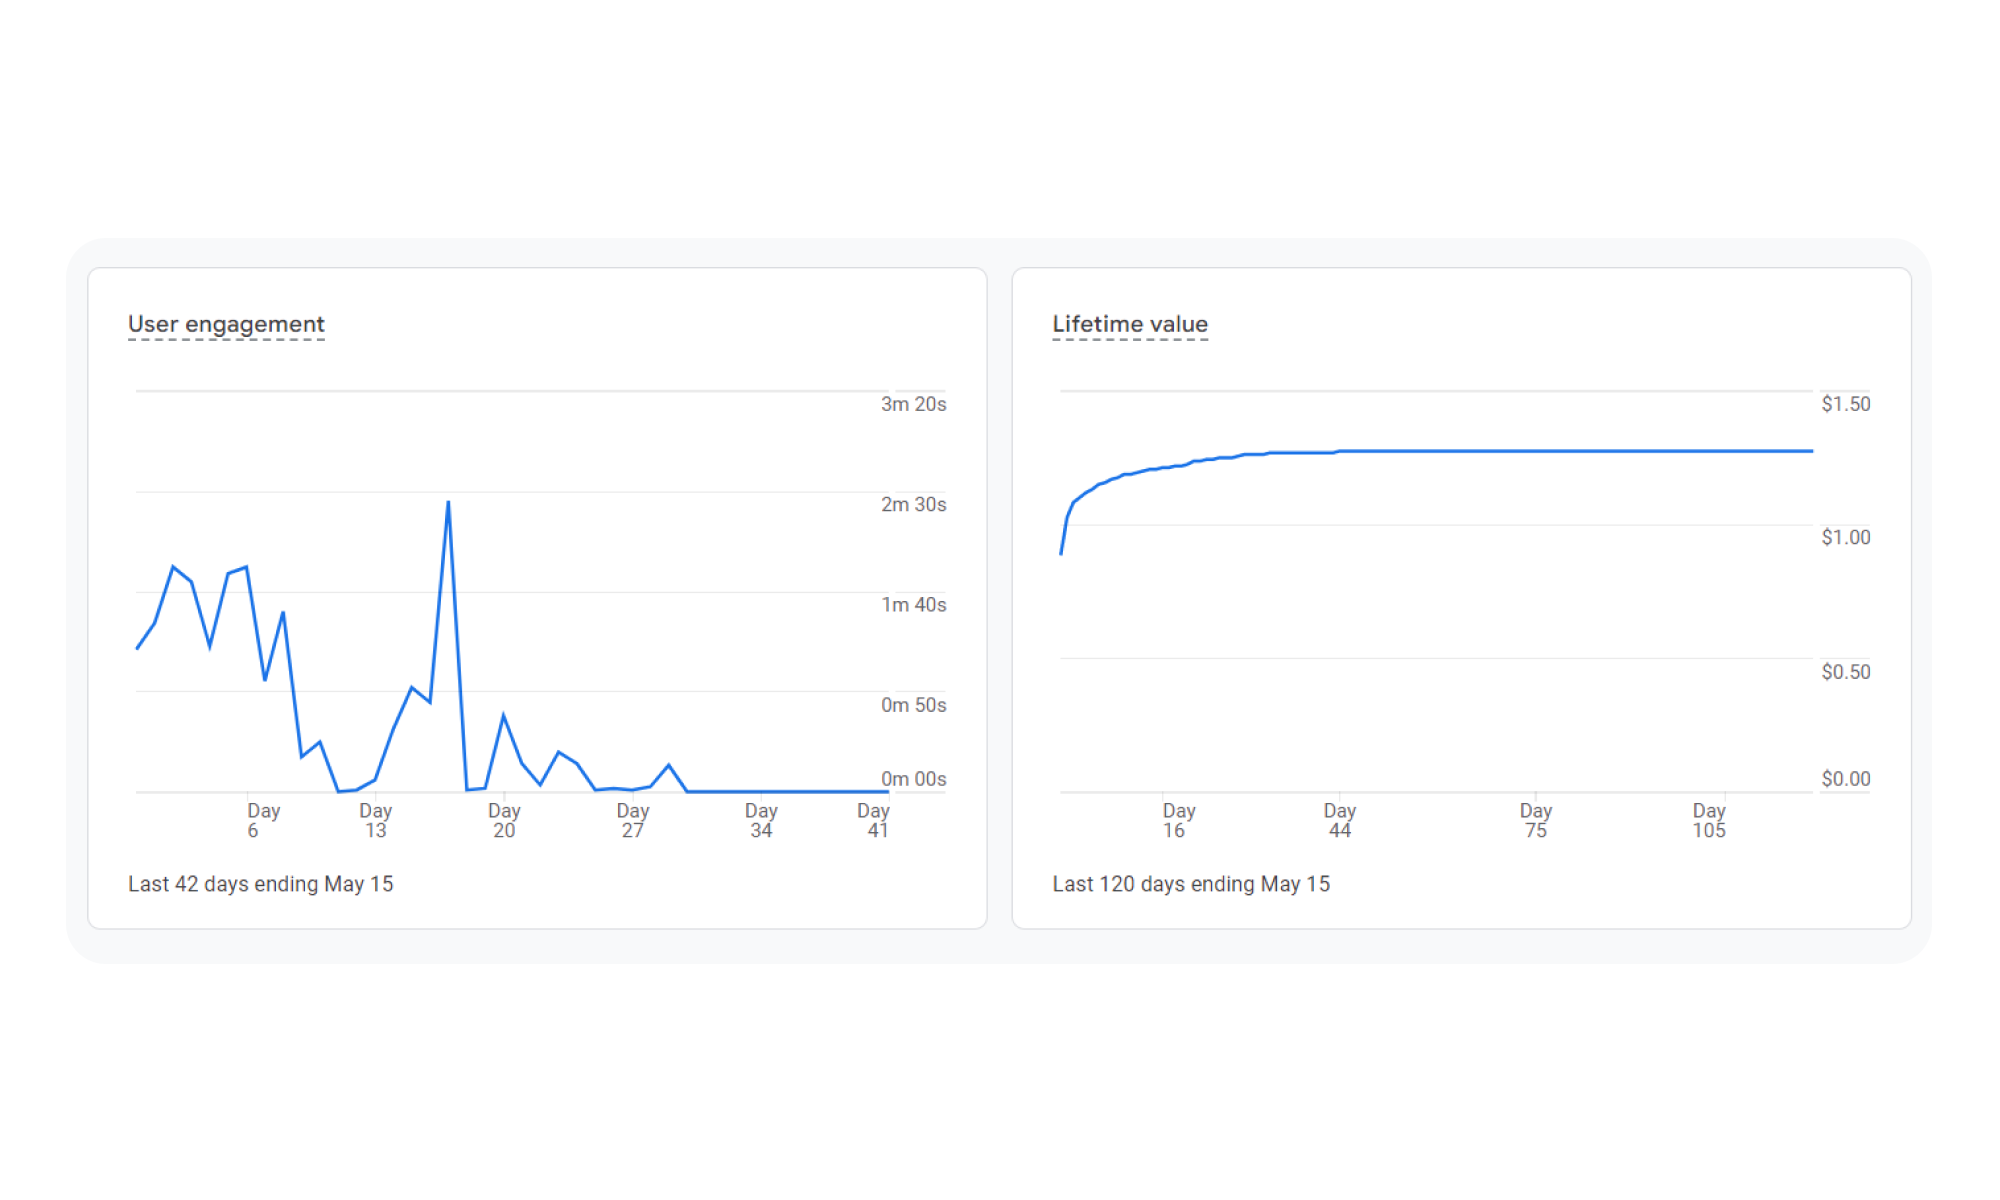 User engagement
3m 20s
2m 30s
1m 40s
0m 50s
0m 00s
Day 6
Day 13
Day 20
Day 27
Day 34
Day 41
Last 42 days ending May 15
Lifetime value
$1.50
$1.00
$0.50
$0.00
Day 16
Day 44
Day 75
Day 105
Last 120 days ending May 15